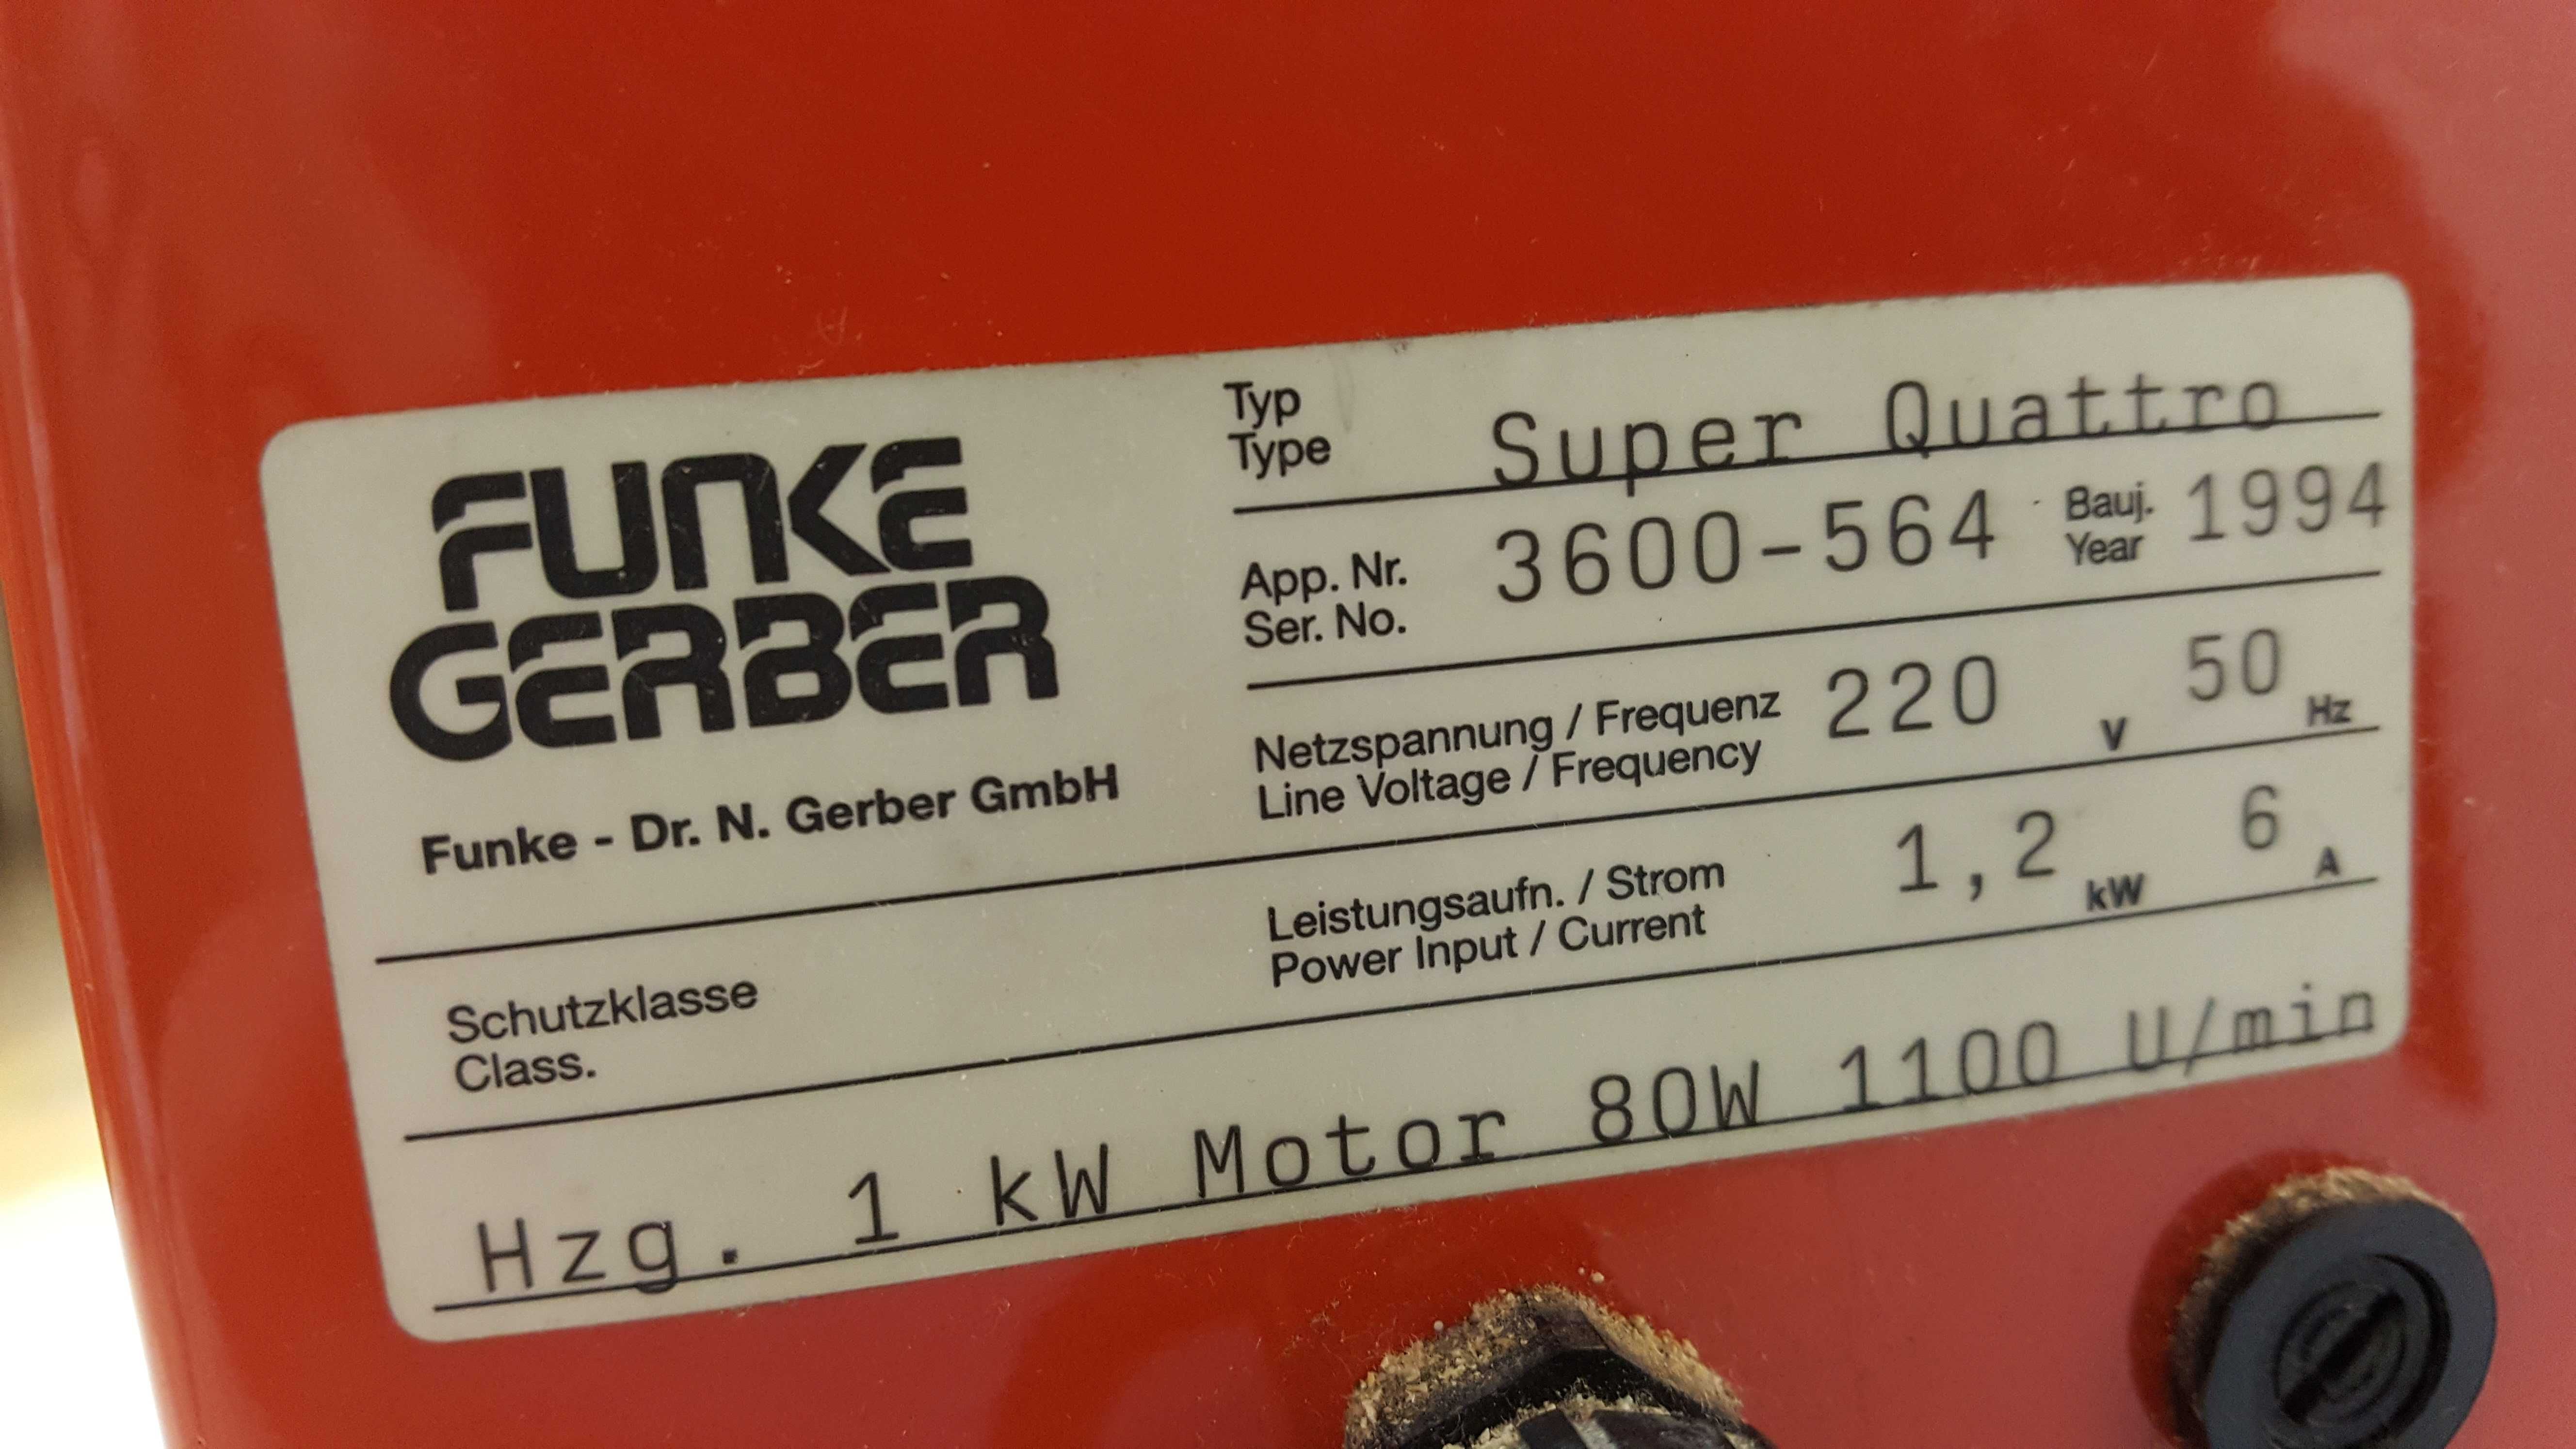 FUNKE
GERBER
Funke - Dr. N. Gerber GmbH
Typ
Type
Super Quattro
App. Nr.
Ser. No.
3600-564
Bauj.
Year
1994
Netzspannung / Frequenz
Line Voltage / Frequency
220 V 50 Hz
Leistungsaufn. / Strom
Power Input / Current
1,2 kW 6 A
Schutzklasse
Class.
Hzg. 1 kW Motor 80W 1100 U/min